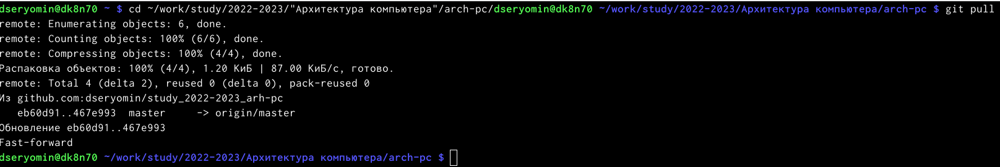 dseryomin@dk8n70 ~ $ cd ~/work/study/2022-2023/"Архитектура компьютера"/arch-pc/dseryomin@dk8n70 ~/work/study/2022-2023/Архитектура компьютера/arch-pc $ git pull
remote: Enumerating objects: 6, done.
remote: Counting objects: 100% (6/6), done.
remote: Compressing objects: 100% (4/4), done.
Распаковка объектов: 100% (4/4), 1.20 КиБ | 87.00 КиБ/с, готово.
remote: Total 4 (delta 2), reused 0 (delta 0), pack-reused 0
Из github.com:dseryomin/study_2022-2023_arh-pc
   eb60d91..467e993  master     -> origin/master
Обновление eb60d91..467e993
Fast-forward
dseryomin@dk8n70 ~/work/study/2022-2023/Архитектура компьютера/arch-pc $